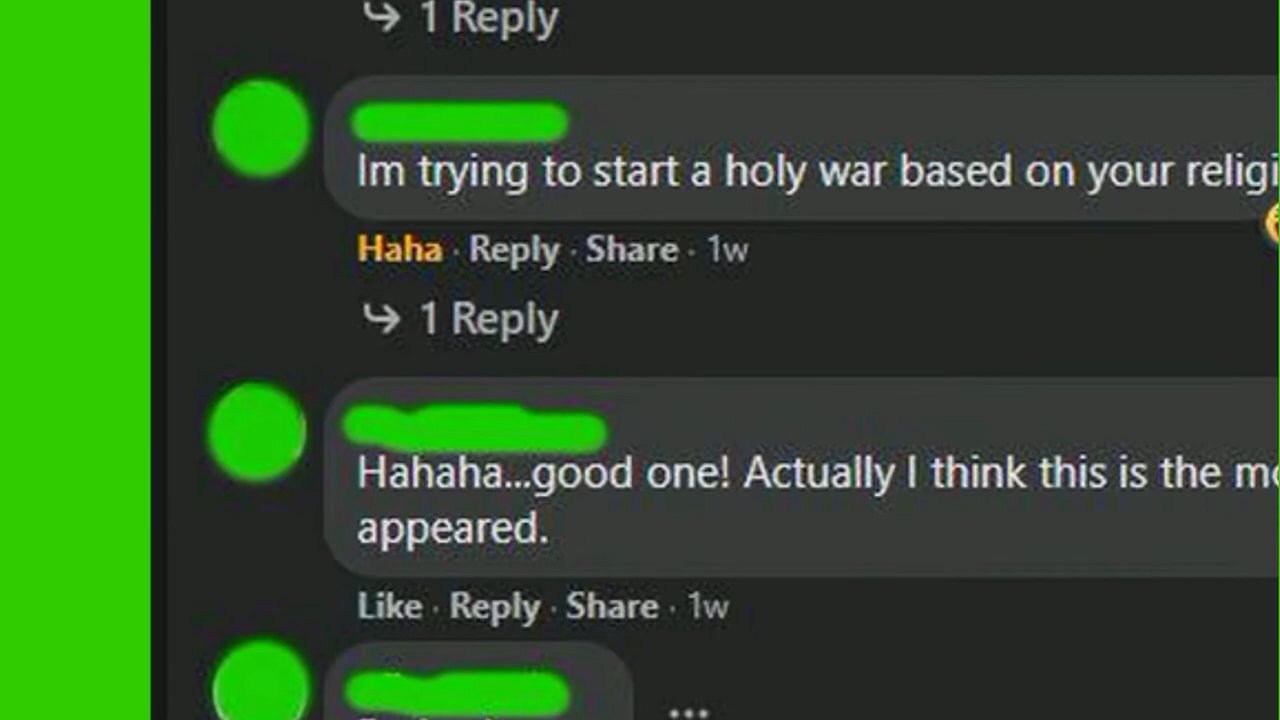 ↪ 1 Reply
Im trying to start a holy war based on your religi
Haha · Reply · Share · 1w
↪ 1 Reply
Hahaha...good one! Actually I think this is the mo
appeared.
Like · Reply · Share · 1w
...